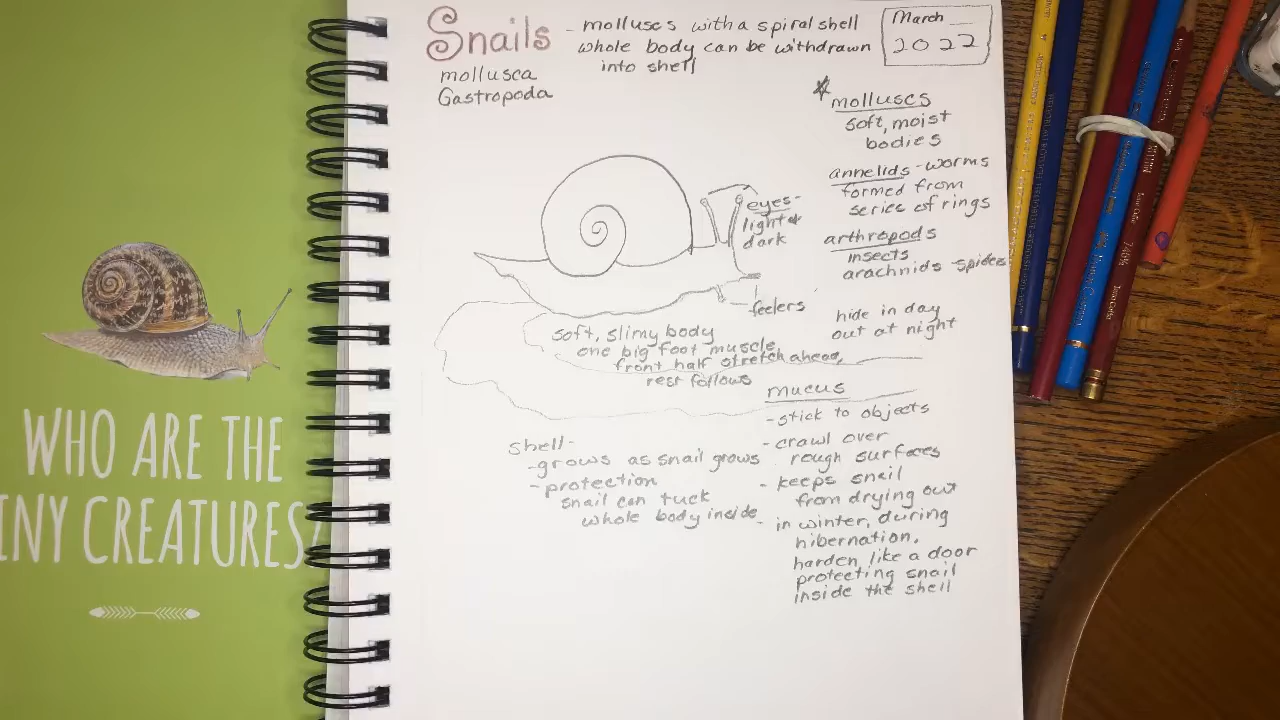 WHO ARE THE
INY CREATURES
Snails - molluscs with a spiral shell
whole body can be withdrawn
into shell
mollusca
Gastropoda
March __
2022
* molluscs
soft, moist
bodies
annelids - worms
formed from
series of rings
arthropods
insects
arachnids spiders
eyes-
light &
dark
feelers
hide in day
out at night
soft, slimy body
one big foot muscle,
front half stretch ahead,
rest follows
mucus
- stick to objects
- crawl over
rough surfaces
- keeps snail
from drying out
- in winter, during
hibernation,
harden like a door
protecting snail
inside the shell
shell-
- grows as snail grows
- protection
snail can tuck
whole body inside